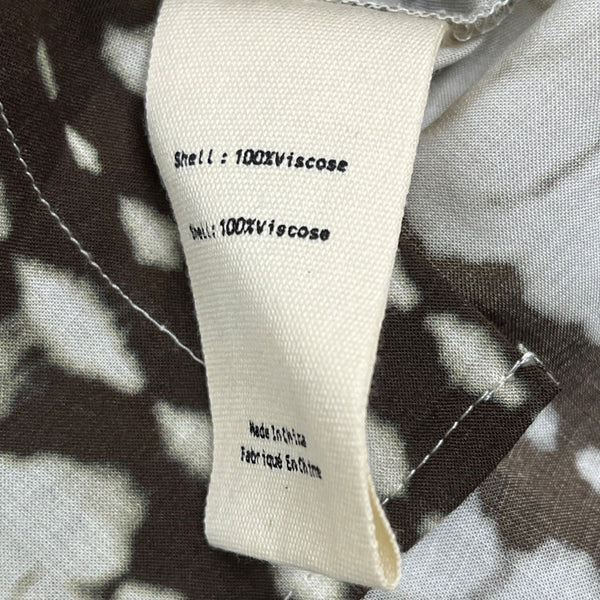 Shell: 100%Viscose
Shell: 100%Viscose
Made In China
Fabriqué En Chine